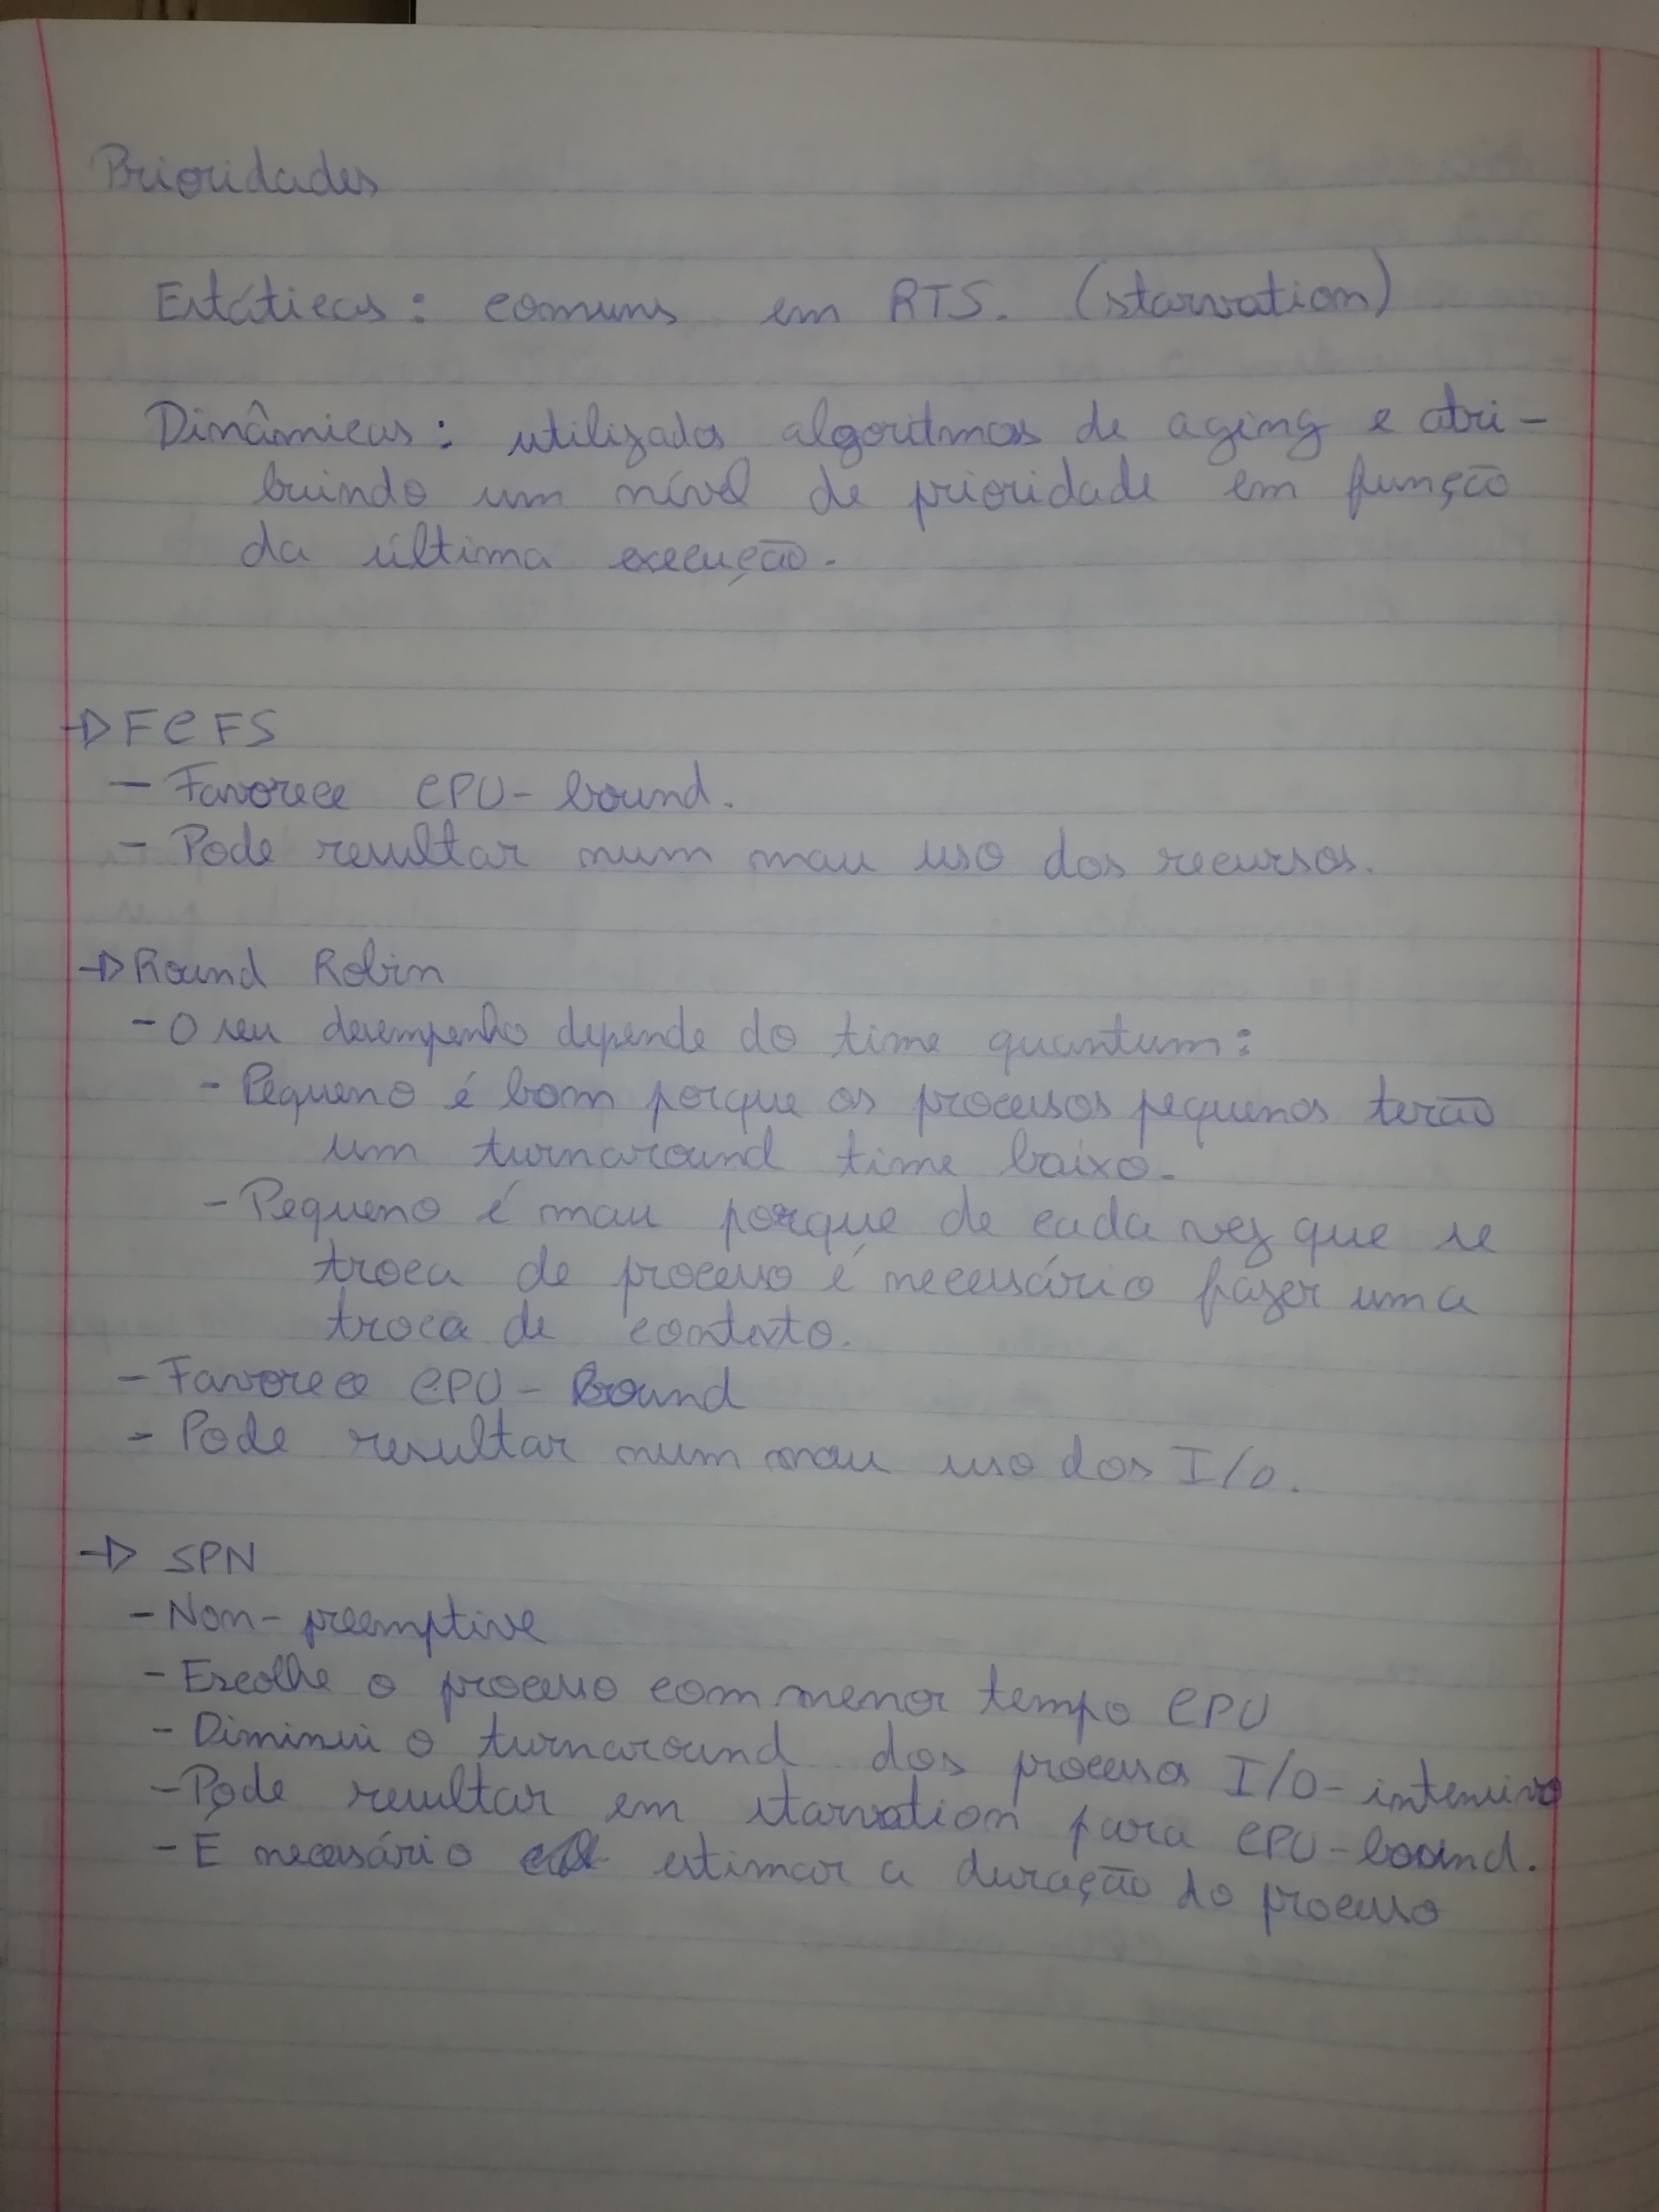 Prioridades
Estáticas: comuns em RTS. (starvation)
Dinâmicas: utilizados algoritmos de aging e atri-
buindo um nível de prioridade em função
da última execução.
→ FCFS
- Favorece CPU-bound.
- Pode resultar num mau uso dos recursos.
→ Round Robin
- O seu desempenho depende do time quantum:
- Pequeno é bom porque os processos pequenos terão
um turnaround time baixo.
- Pequeno é mau porque de cada vez que se
troca de processo é necessário fazer uma
troca de contexto.
- Favorece CPU-Bound
- Pode resultar num mau uso dos I/O.
→ SPN
- Non-preemptive
- Escolhe o processo com menor tempo CPU
- Diminui o turnaround dos processos I/O-intensivo
- Pode resultar em starvation para CPU-bound.
- É necessário estimar a duração do processo